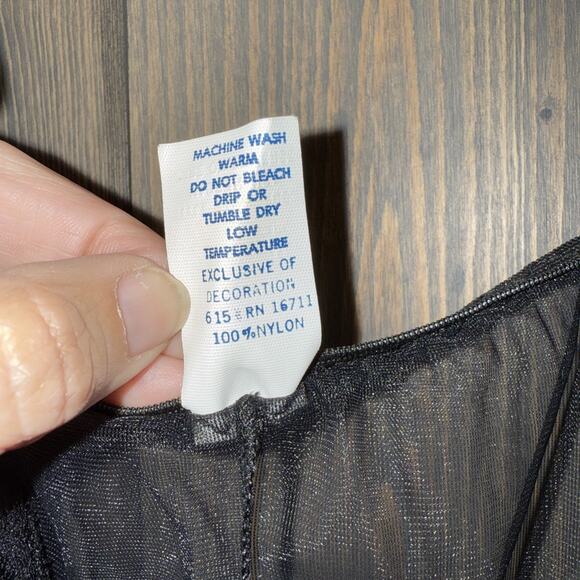 MACHINE WASH
WARM
DO NOT BLEACH
DRIP OR
TUMBLE DRY
LOW
TEMPERATURE
EXCLUSIVE OF
DECORATION
615 RN 16711
100%NYLON